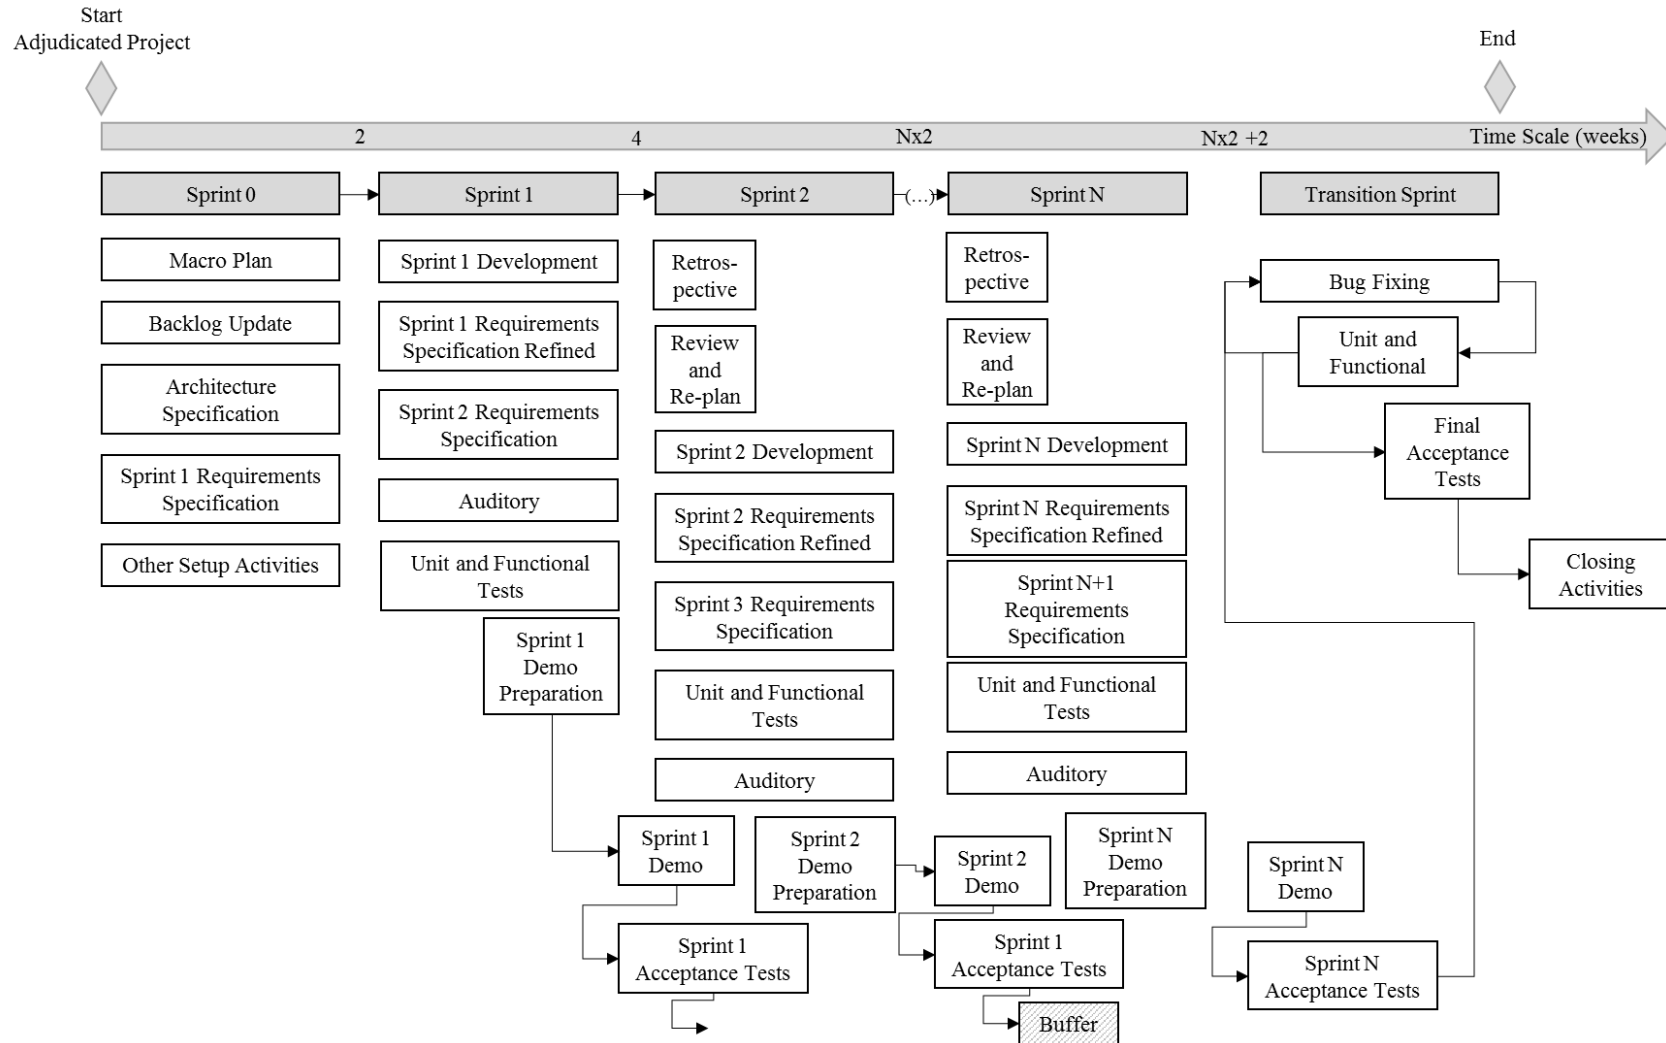 Start
Adjudicated Project
End
2
4
Nx2
Nx2 +2
Time Scale (weeks)
Sprint 0
Sprint 1
Sprint 2
(...)
Sprint N
Transition Sprint
Macro Plan
Backlog Update
Architecture
Specification
Sprint 1 Requirements
Specification
Other Setup Activities
Sprint 1 Development
Sprint 1 Requirements
Specification Refined
Sprint 2 Requirements
Specification
Auditory
Unit and Functional
Tests
Sprint 1
Demo
Preparation
Sprint 1
Demo
Sprint 1
Acceptance Tests
Retros-
pective
Review
and
Re-plan
Sprint 2 Development
Sprint 2 Requirements
Specification Refined
Sprint 3 Requirements
Specification
Unit and Functional
Tests
Auditory
Sprint 2
Demo
Preparation
Sprint 2
Demo
Sprint 1
Acceptance Tests
Buffer
Retros-
pective
Review
and
Re-plan
Sprint N Development
Sprint N Requirements
Specification Refined
Sprint N+1
Requirements
Specification
Unit and Functional
Tests
Auditory
Sprint N
Demo
Preparation
Sprint N
Demo
Sprint N
Acceptance Tests
Bug Fixing
Unit and
Functional
Final
Acceptance
Tests
Closing
Activities